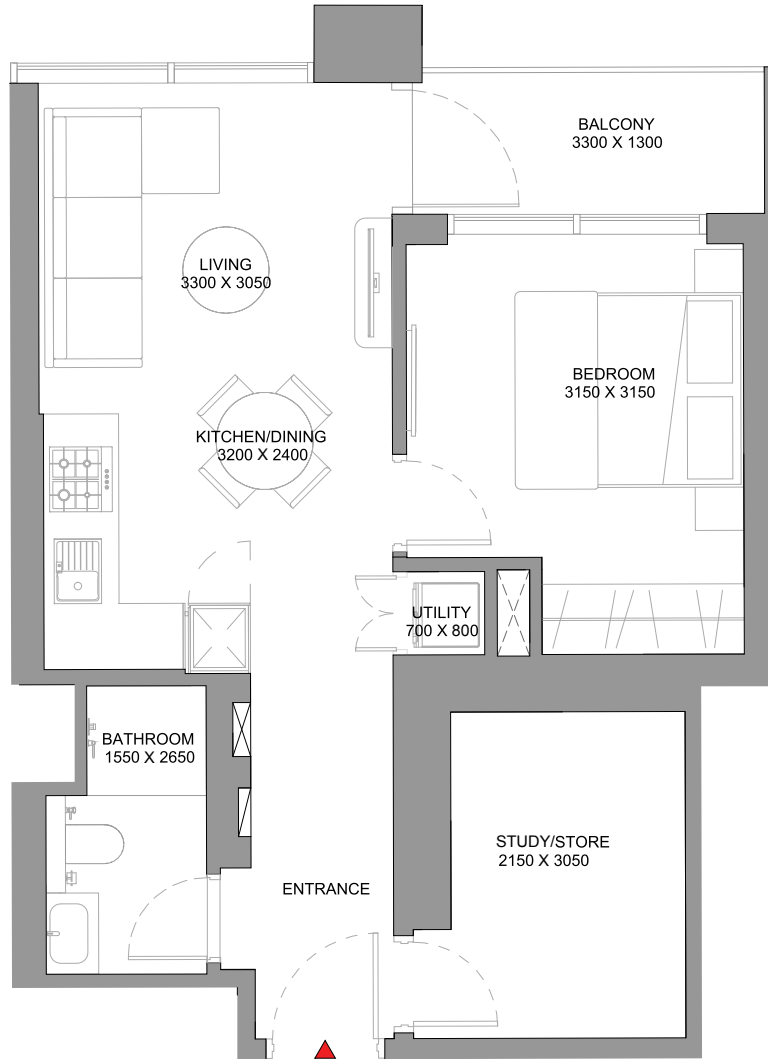 BALCONY
3300 X 1300
LIVING
3300 X 3050
BEDROOM
3150 X 3150
KITCHEN/DINING
3200 X 2400
UTILITY
700 X 800
BATHROOM
1550 X 2650
STUDY/STORE
2150 X 3050
ENTRANCE